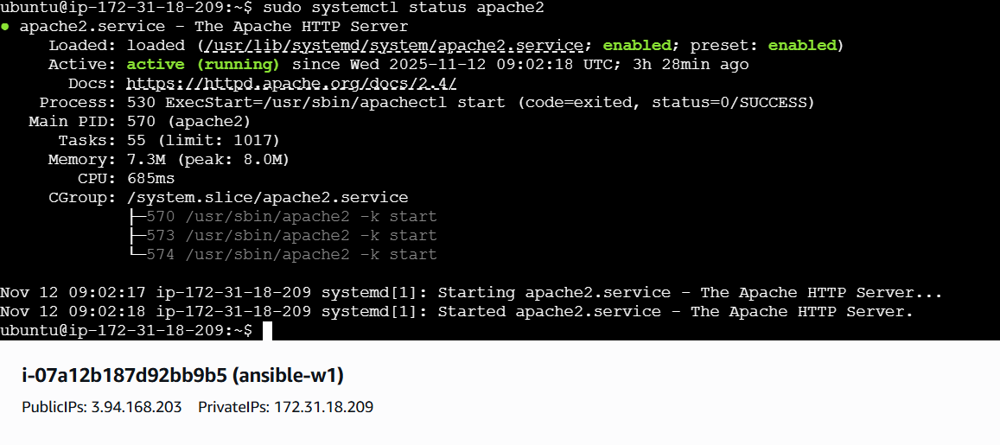 ubuntu@ip-172-31-18-209:~$ sudo systemctl status apache2
● apache2.service - The Apache HTTP Server
Loaded: loaded (/usr/lib/systemd/system/apache2.service; enabled; preset: enabled)
Active: active (running) since Wed 2025-11-12 09:02:18 UTC; 3h 28min ago
Docs: https://httpd.apache.org/docs/2.4/
Process: 530 ExecStart=/usr/sbin/apachectl start (code=exited, status=0/SUCCESS)
Main PID: 570 (apache2)
Tasks: 55 (limit: 1017)
Memory: 7.3M (peak: 8.0M)
CPU: 685ms
CGroup: /system.slice/apache2.service
├─570 /usr/sbin/apache2 -k start
├─573 /usr/sbin/apache2 -k start
└─574 /usr/sbin/apache2 -k start
Nov 12 09:02:17 ip-172-31-18-209 systemd[1]: Starting apache2.service - The Apache HTTP Server...
Nov 12 09:02:18 ip-172-31-18-209 systemd[1]: Started apache2.service - The Apache HTTP Server.
ubuntu@ip-172-31-18-209:~$
i-07a12b187d92bb9b5 (ansible-w1)
PublicIPs: 3.94.168.203 PrivateIPs: 172.31.18.209